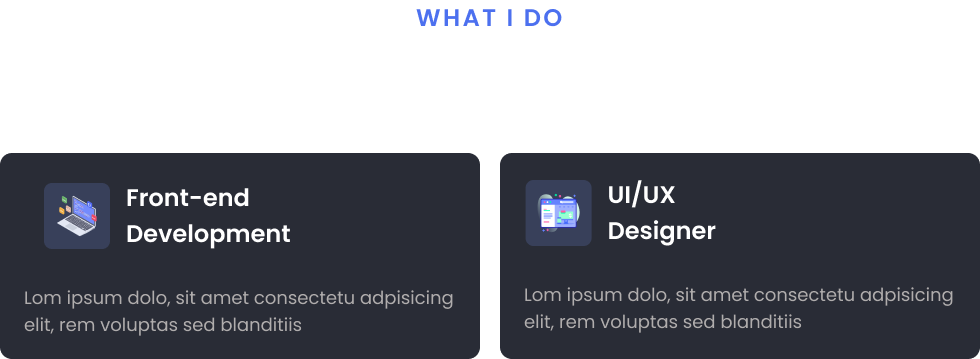 WHAT I DO
Front-end
Development
Lom ipsum dolo, sit amet consectetu adpisicing
elit, rem voluptas sed blanditiis
UI/UX
Designer
Lom ipsum dolo, sit amet consectetu adpisicing
elit, rem voluptas sed blanditiis